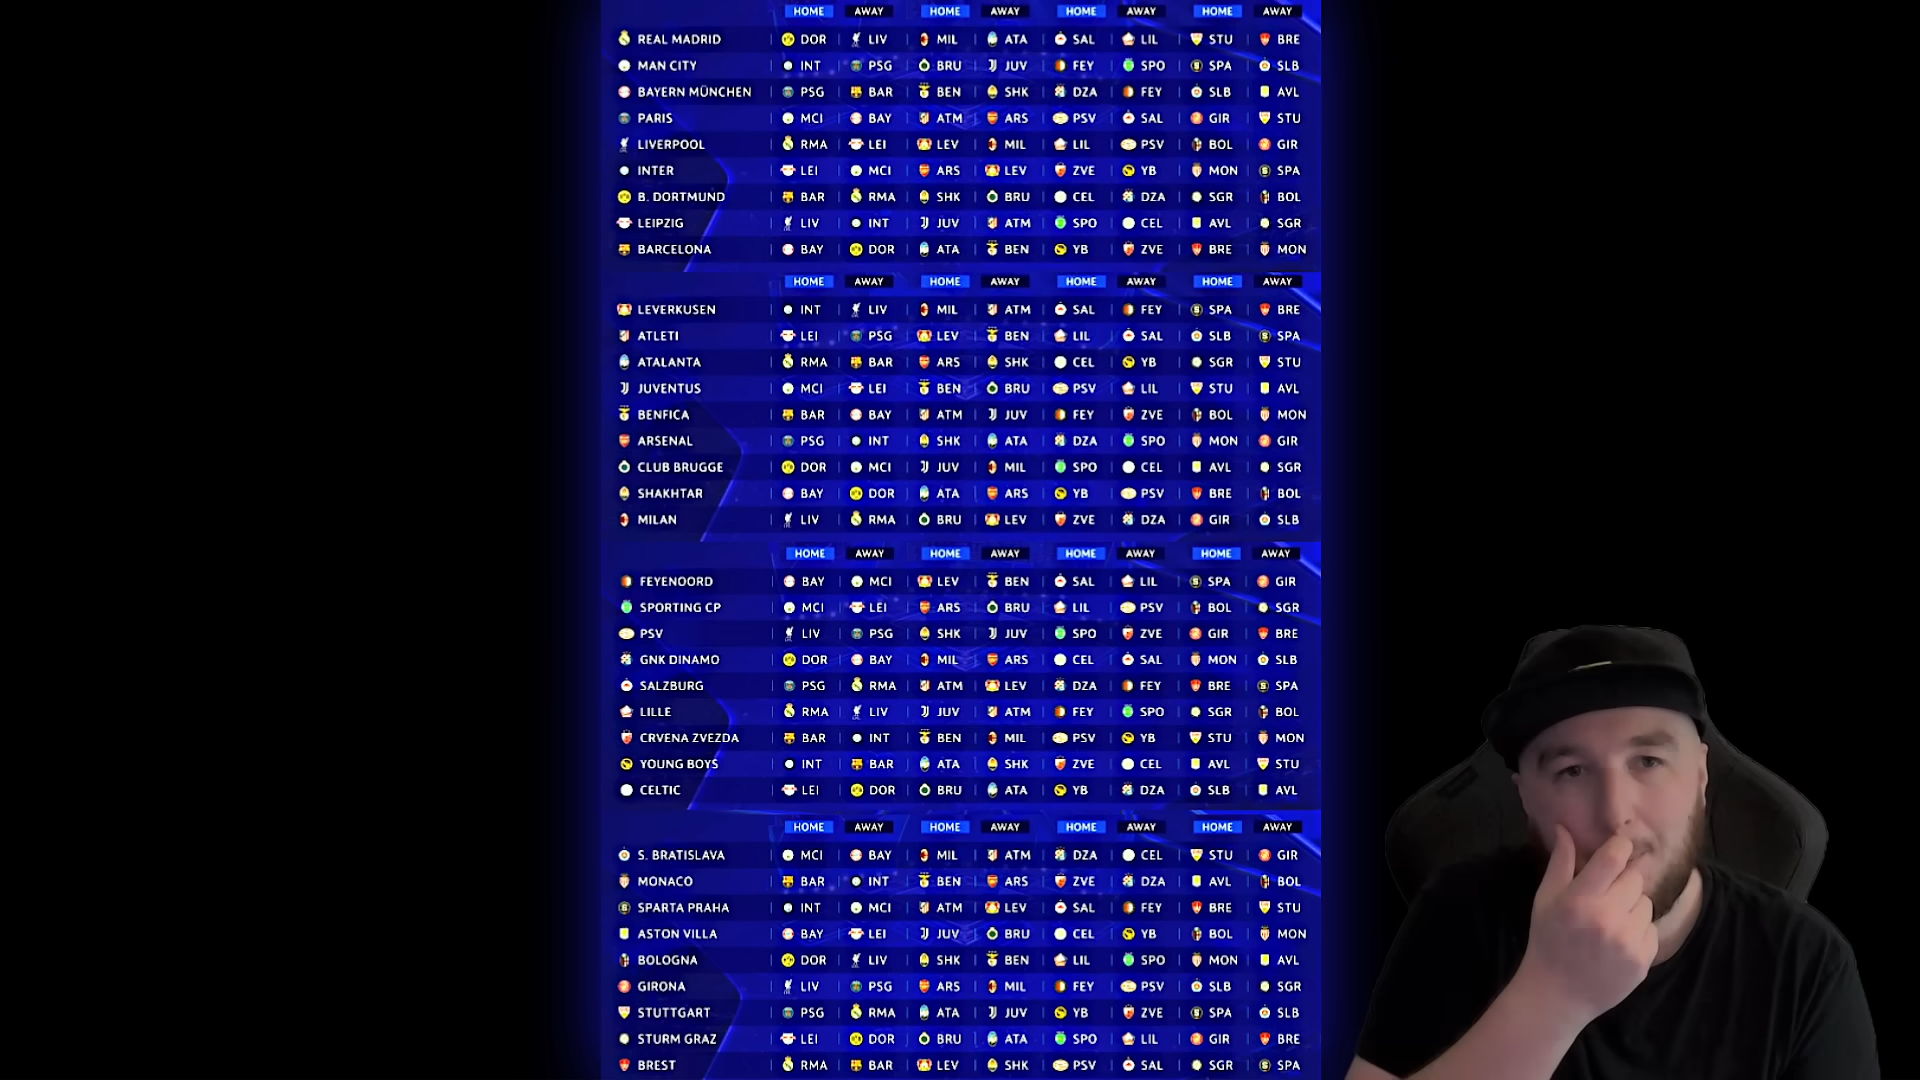 HOME AWAY HOME AWAY HOME AWAY HOME AWAY
REAL MADRID DOR LIV MIL ATA SAL LIL STU BRE
MAN CITY INT PSG BRU JUV FEY SPO SPA SLB
BAYERN MÜNCHEN PSG BAR BEN SHK DZA FEY SLB AVL
PARIS MCI BAY ATM ARS PSV SAL GIR STU
LIVERPOOL RMA LEI LEV MIL LIL PSV BOL GIR
INTER LEI MCI ARS LEV ZVE YB MON SPA
B. DORTMUND BAR RMA SHK BRU CEL DZA SGR BOL
LEIPZIG LIV INT JUV ATM SPO CEL AVL SGR
BARCELONA BAY DOR ATA BEN YB ZVE BRE MON
HOME AWAY HOME AWAY HOME AWAY HOME AWAY
LEVERKUSEN INT LIV MIL ATM SAL FEY SPA BRE
ATLETI LEI PSG LEV BEN LIL SAL SLB SPA
ATALANTA RMA BAR ARS SHK CEL YB SGR STU
JUVENTUS MCI LEI BEN BRU PSV LIL STU AVL
BENFICA BAR BAY ATM JUV FEY ZVE BOL MON
ARSENAL PSG INT SHK ATA DZA SPO MON GIR
CLUB BRUGGE DOR MCI JUV MIL SPO CEL AVL SGR
SHAKHTAR BAY DOR ATA ARS YB PSV BRE BOL
MILAN LIV RMA BRU LEV ZVE DZA GIR SLB
HOME AWAY HOME AWAY HOME AWAY HOME AWAY
FEYENOORD BAY MCI LEV BEN SAL LIL SPA GIR
SPORTING CP MCI LEI ARS BRU LIL PSV BOL SGR
PSV LIV PSG SHK JUV SPO ZVE GIR BRE
GNK DINAMO DOR BAY MIL ARS CEL SAL MON SLB
SALZBURG PSG RMA ATM LEV DZA FEY BRE SPA
LILLE RMA LIV JUV ATM FEY SPO SGR BOL
CRVENA ZVEZDA BAR INT BEN MIL PSV YB STU MON
YOUNG BOYS INT BAR ATA SHK ZVE CEL AVL STU
CELTIC LEI DOR BRU ATA YB DZA SLB AVL
HOME AWAY HOME AWAY HOME AWAY HOME AWAY
S. BRATISLAVA MCI BAY MIL ATM DZA CEL STU GIR
MONACO BAR INT BEN ARS ZVE DZA AVL BOL
SPARTA PRAHA INT MCI ATM LEV SAL FEY BRE STU
ASTON VILLA BAY LEI JUV BRU CEL YB BOL MON
BOLOGNA DOR LIV SHK BEN LIL SPO MON AVL
GIRONA LIV PSG ARS MIL FEY PSV SLB SGR
STUTTGART PSG RMA ATA JUV YB ZVE SPA SLB
STURM GRAZ LEI DOR BRU ATA SPO LIL GIR BRE
BREST RMA BAR LEV SHK PSV SAL SGR SPA